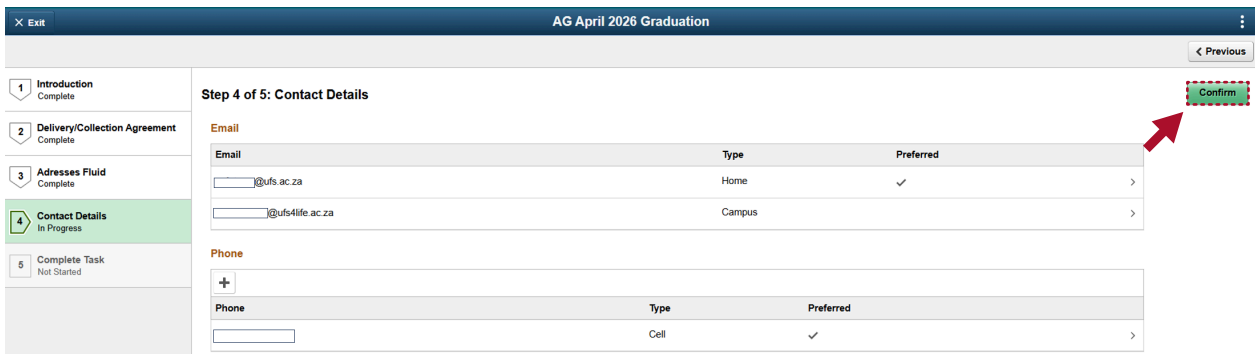 Exit
AG April 2026 Graduation
Previous
1 Introduction
Complete
2 Delivery/Collection Agreement
Complete
3 Adresses Fluid
Complete
4 Contact Details
In Progress
5 Complete Task
Not Started
Step 4 of 5: Contact Details
Confirm
Email
Email Type Preferred
@ufs.ac.za Home
@ufs4life.ac.za Campus
Phone
+
Phone Type Preferred
Cell